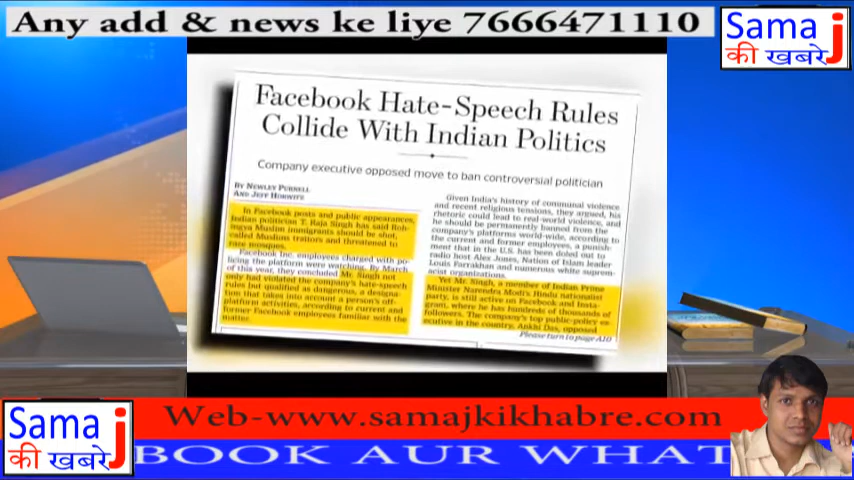 Any add & news ke liye 7666471110
Sama j
की खबरे
Facebook Hate-Speech Rules
Collide With Indian Politics
Company executive opposed move to ban controversial politician
BY NEWLEY PURNELL
AND JEFF HORWITZ
In Facebook posts and public appearances,
Indian politician T. Raja Singh has said Roh-
ingya Muslim immigrants should be shot,
called Muslims traitors and threatened to
raze mosques.
Facebook Inc. employees charged with po-
licing the platform were watching. By March
of this year, they concluded Mr. Singh not
only had violated the company's hate-speech
rules but qualified as dangerous, a designa-
tion that takes into account a person's off-
platform activities, according to current and
former Facebook employees familiar with the
matter.
Given India's history of communal violence
and recent religious tensions, they argued, his
rhetoric could lead to real-world violence, and
he should be permanently banned from the
company's platforms world-wide, according to
the current and former employees, a punish-
ment that in the U.S. has been doled out to
radio host Alex Jones, Nation of Islam leader
Louis Farrakhan and numerous white suprem-
acist organizations.
Yet Mr. Singh, a member of Indian Prime
Minister Narendra Modi's Hindu nationalist
party, is still active on Facebook and Insta-
gram, where he has hundreds of thousands of
followers. The company's top public-policy ex-
ecutive in the country, Ankhi Das, opposed
Please turn to page A10
Web-www.samajkikhabre.com
Sama j
की खबरे
BOOK AUR WHAT